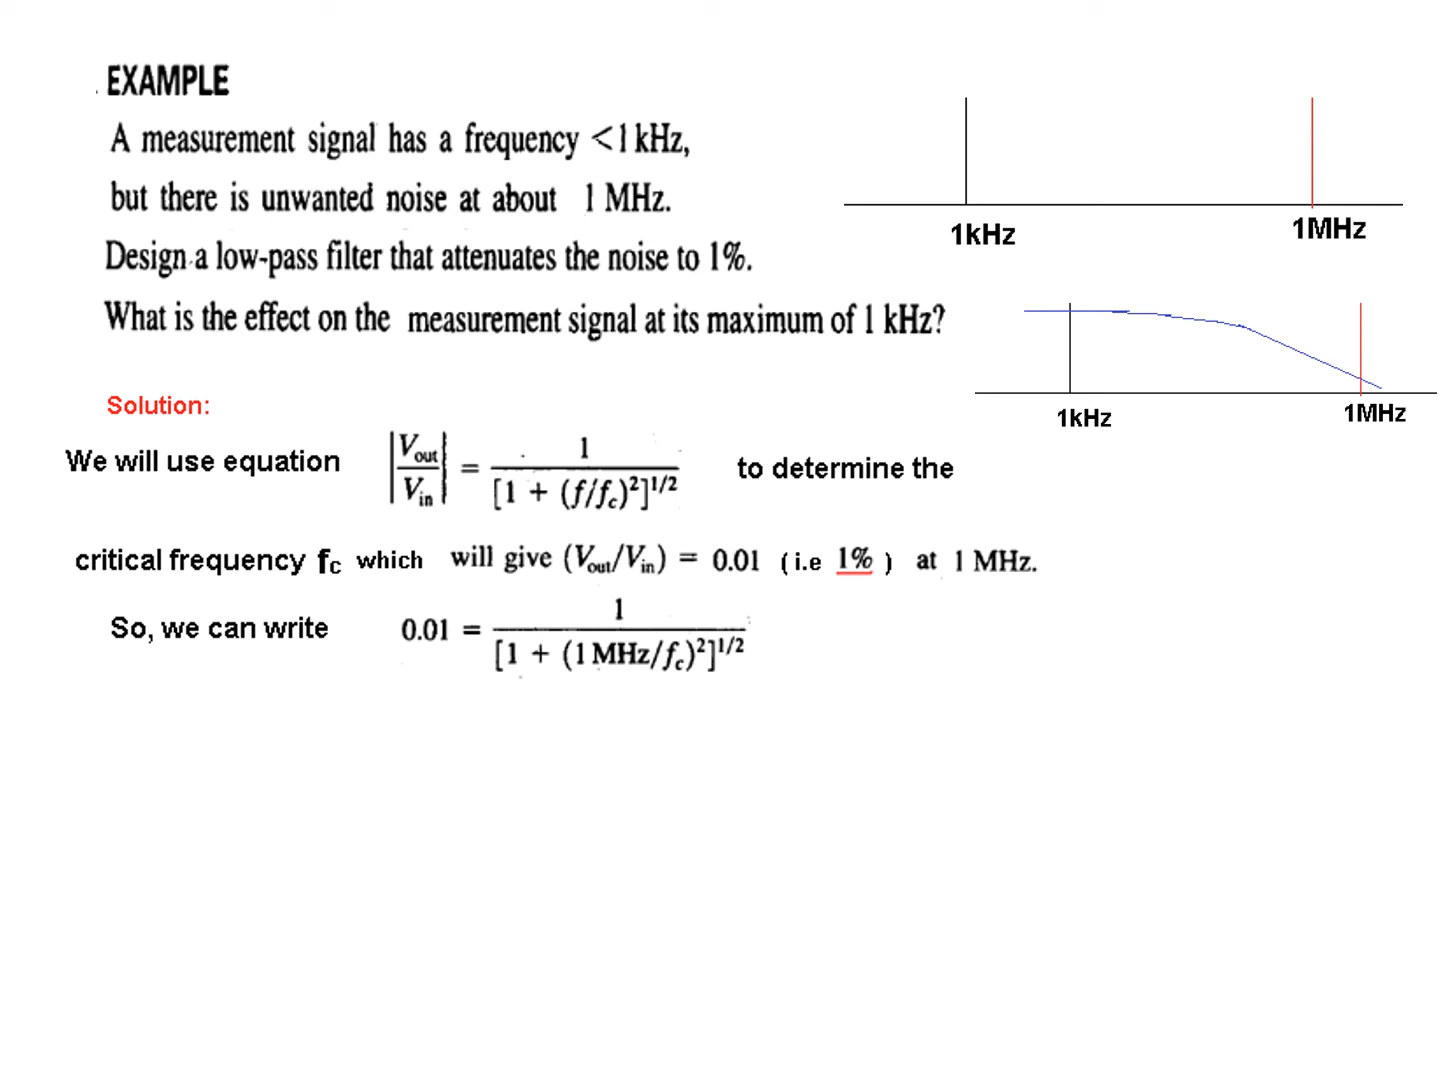 EXAMPLE
A measurement signal has a frequency <1 kHz,
but there is unwanted noise at about 1 MHz.
Design a low-pass filter that attenuates the noise to 1%.
What is the effect on the measurement signal at its maximum of 1 kHz?
1kHz 1MHz
1kHz 1MHz
Solution:
We will use equation |Vout/Vin| = 1/[1 + (f/fc)²]^1/2 to determine the
critical frequency fc which will give (Vout/Vin) = 0.01 (i.e 1%) at 1 MHz.
So, we can write 0.01 = 1/[1 + (1 MHz/fc)²]^1/2